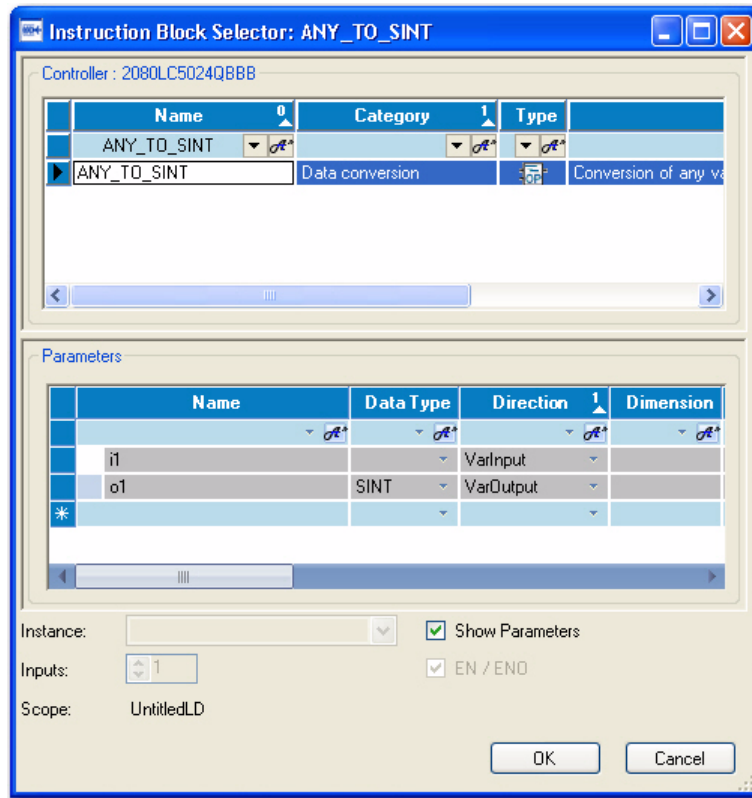 Instruction Block Selector: ANY_TO_SINT
Controller : 2080LC5024QBBB
Name 0 Category 1 Type
ANY_TO_SINT
ANY_TO_SINT Data conversion OP Conversion of any va
Parameters
Name Data Type Direction 1 Dimension
i1 VarInput
o1 SINT VarOutput
Instance: Show Parameters
Inputs: 1 EN / ENO
Scope: UntitledLD
OK Cancel